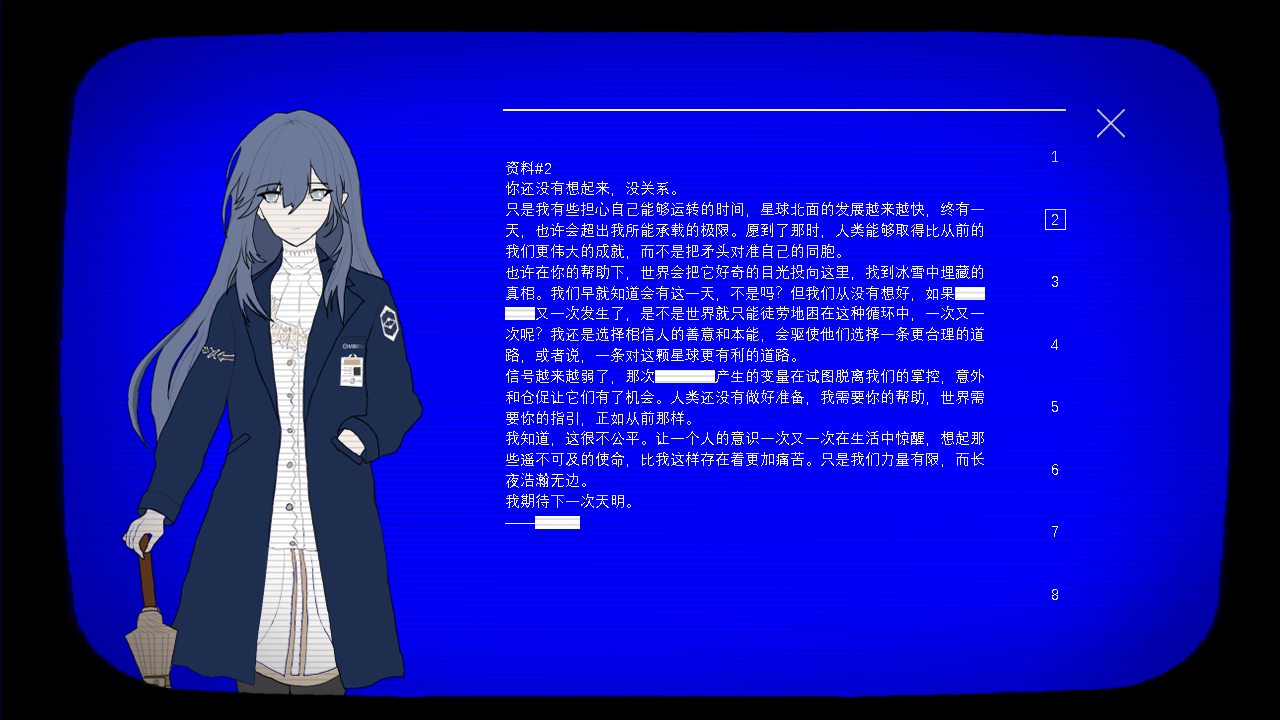 资料#2
你还没有想起来，没关系。
只是我有些担心自己能够运转的时间，星球北面的发展越来越快，终有一
天，也许会超出我所能承载的极限。愿到了那时，人类能够取得比从前的
我们更伟大的成就，而不是把矛头对准自己的同胞。
也许在你的帮助下，世界会把它好奇的目光投向这里，找到冰雪中埋藏的
真相。我们早就知道会有这一天，不是吗？但我们从没有想好，如果
又一次发生了，是不是世界就只能徒劳地困在这种循环中，一次又一
次呢？我还是选择相信人的善意和本能，会驱使他们选择一条更合理的道
路，或者说，一条对这颗星球更有利的道路。
信号越来越弱了，那次产生的变量在试图脱离我们的掌控，意外
和仓促让它们有了机会。人类还没有做好准备，我需要你的帮助，世界需
要你的指引，正如从前那样。
我知道，这很不公平。让一个人的意识一次又一次在生活中惊醒，想起那
些遥不可及的使命，比我这样存在着更加痛苦。只是我们力量有限，而长
夜浩瀚无边。
我期待下一次天明。
——
1
2
3
4
5
6
7
8